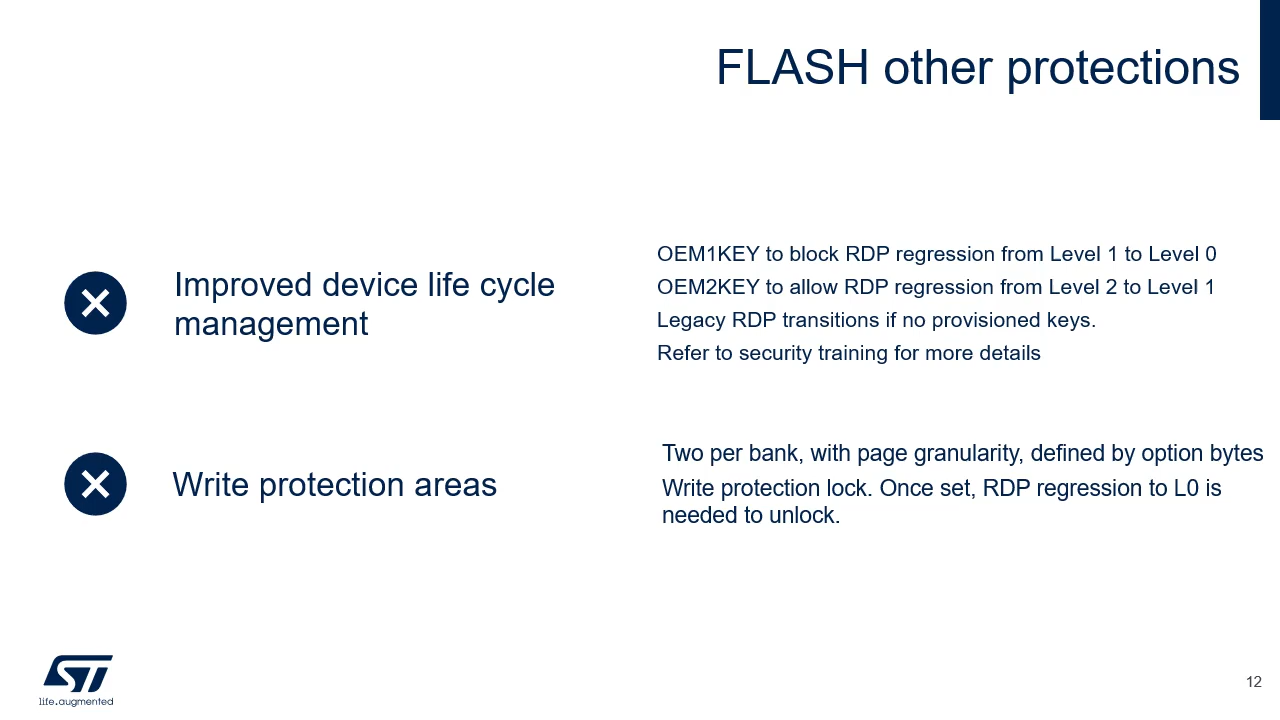 FLASH other protections
Improved device life cycle
management
OEM1KEY to block RDP regression from Level 1 to Level 0
OEM2KEY to allow RDP regression from Level 2 to Level 1
Legacy RDP transitions if no provisioned keys.
Refer to security training for more details
Write protection areas
Two per bank, with page granularity, defined by option bytes
Write protection lock. Once set, RDP regression to L0 is
needed to unlock.
ST
life.augmented
12